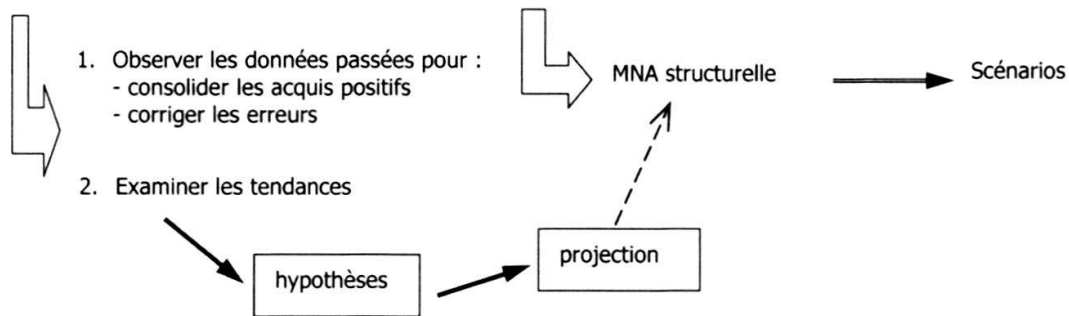 1. Observer les données passées pour :
- consolider les acquis positifs
- corriger les erreurs
2. Examiner les tendances
hypothèses
projection
MNA structurelle
Scénarios